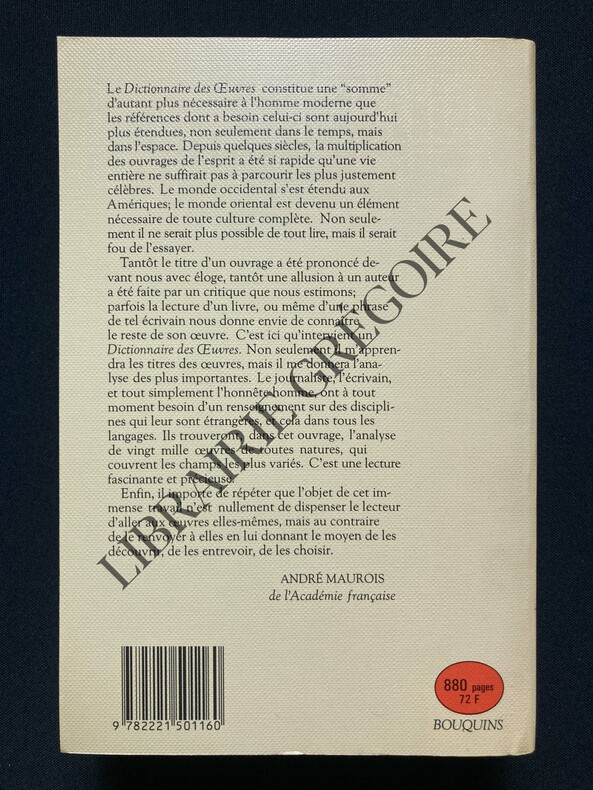 Le Dictionnaire des Œuvres constitue une “somme”
d'autant plus nécessaire à l'homme moderne que
les références dont a besoin celui-ci sont aujourd'hui
plus étendues, non seulement dans le temps, mais
dans l'espace. Depuis quelques siècles, la multiplication
des ouvrages de l'esprit a été si rapide qu'une vie
entière ne suffirait pas à parcourir les plus justement
célèbres. Le monde occidental s'est étendu aux
Amériques; le monde oriental est devenu un élément
nécessaire de toute culture complète. Non seule-
ment il ne serait plus possible de tout lire, mais il serait
fou de l'essayer.
Tantôt le titre d'un ouvrage a été prononcé de-
vant nous avec éloge, tantôt une allusion à un auteur
a été faite par un critique que nous estimons;
parfois la lecture d'un livre, ou même d'une phrase
de tel écrivain nous donne envie de connaître
le reste de son œuvre. C'est ici qu'intervient un
Dictionnaire des Œuvres. Non seulement il m'appren-
dra les titres des œuvres, mais il me donnera l'ana-
lyse des plus importantes. Le journaliste, l'écrivain,
et tout simplement l'honnête homme, ont à tout
moment besoin d'un renseignement sur des discipli-
nes qui leur sont étrangères, et cela dans tous les
langages. Ils trouveront, dans cet ouvrage, l'analyse
de vingt mille œuvres de toutes natures, qui
couvrent les champs les plus variés. C'est une lecture
fascinante et précieuse.
Enfin, il importe de répéter que l'objet de cet im-
mense travail n'est nullement de dispenser le lecteur
d'aller aux œuvres elles-mêmes, mais au contraire
de le renvoyer à elles en lui donnant le moyen de les
découvrir, de les entrevoir, de les choisir.
ANDRÉ MAUROIS
de l'Académie française
LIBRAIRIE GREGOIRE
9 782221 501160
880 pages
72 F
BOUQUINS